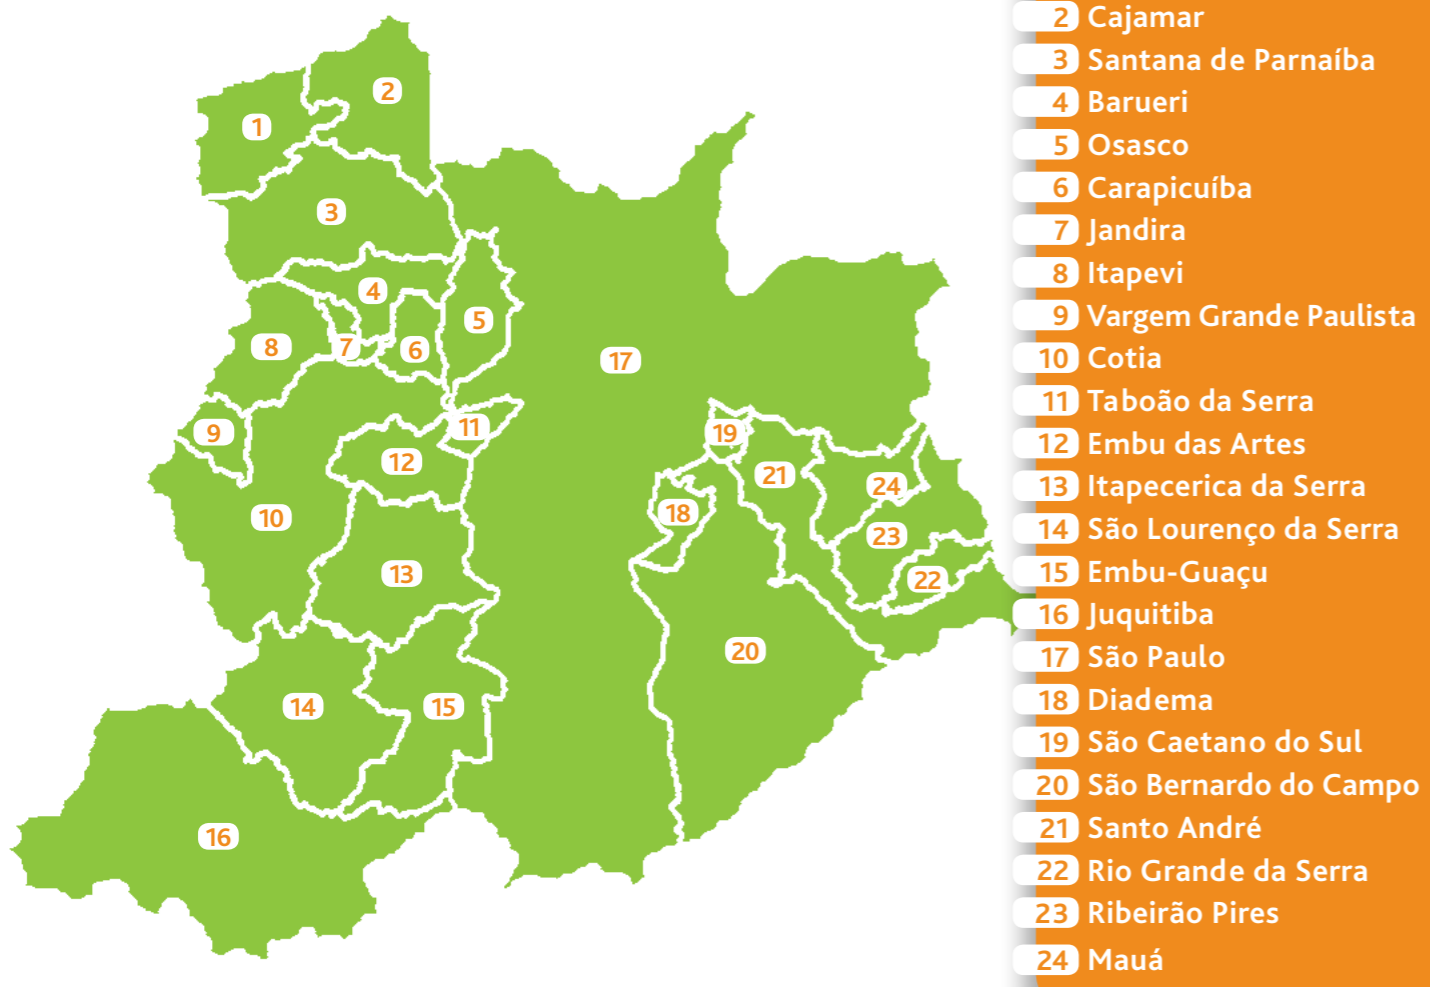 2 Cajamar
3 Santana de Parnaíba
4 Barueri
5 Osasco
6 Carapicuíba
7 Jandira
8 Itapevi
9 Vargem Grande Paulista
10 Cotia
11 Taboão da Serra
12 Embu das Artes
13 Itapecerica da Serra
14 São Lourenço da Serra
15 Embu-Guaçu
16 Juquitiba
17 São Paulo
18 Diadema
19 São Caetano do Sul
20 São Bernardo do Campo
21 Santo André
22 Rio Grande da Serra
23 Ribeirão Pires
24 Mauá
2
1
3
4
5
8
7
6
17
9
11
19
12
21
24
18
10
23
13
22
20
14
15
16